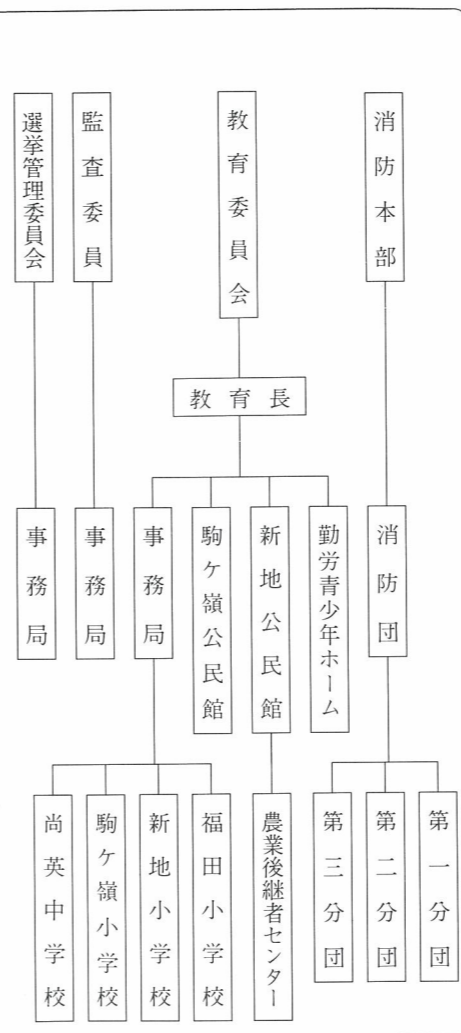 消防本部
消防団
第一分団
第二分団
第三分団
教育委員会
教育長
勤労青少年ホーム
新地公民館
農業後継者センター
駒ケ嶺公民館
事務局
福田小学校
新地小学校
駒ケ嶺小学校
尚英中学校
監査委員
事務局
選挙管理委員会
事務局